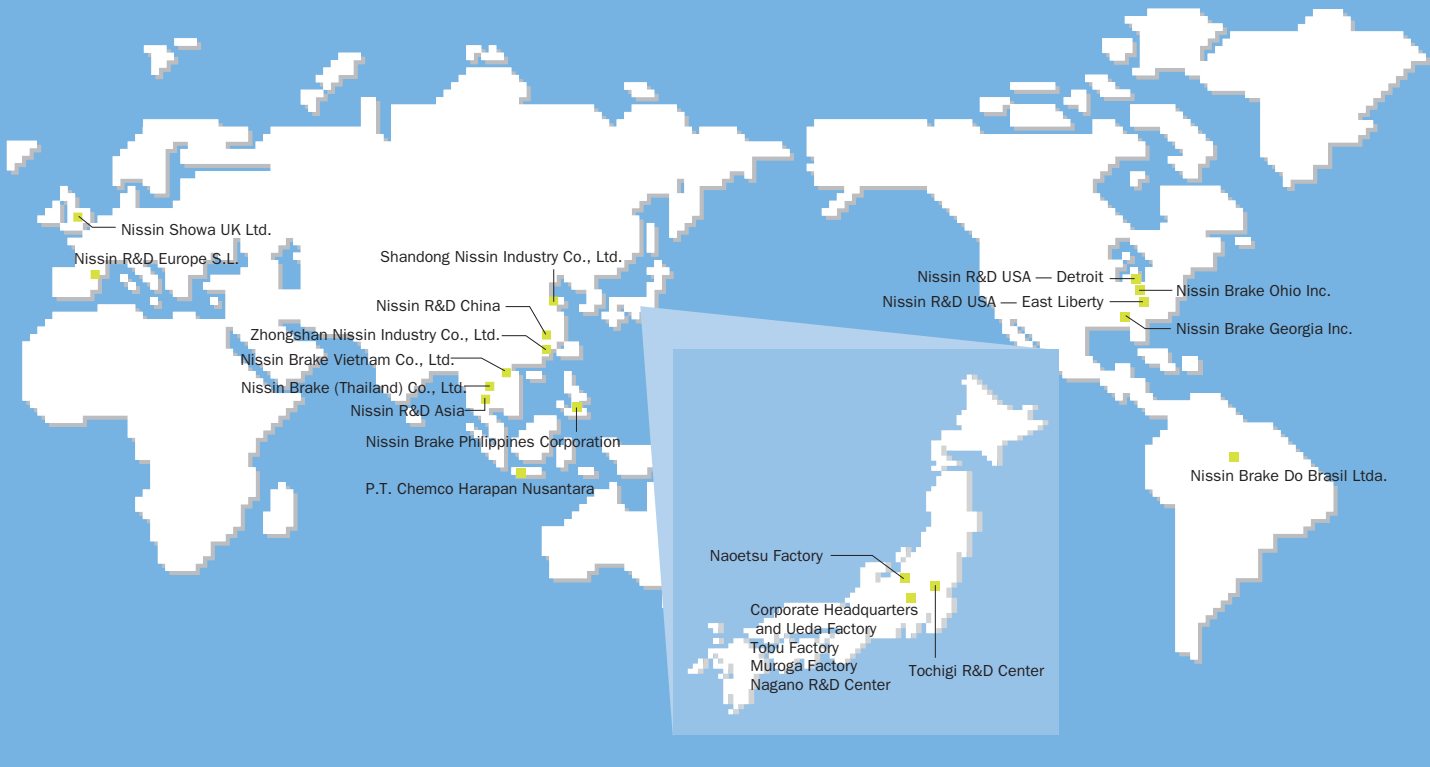 Nissin Showa UK Ltd.
Nissin R&D Europe S.L.
Shandong Nissin Industry Co., Ltd.
Nissin R&D China
Zhongshan Nissin Industry Co., Ltd.
Nissin Brake Vietnam Co., Ltd.
Nissin Brake (Thailand) Co., Ltd.
Nissin R&D Asia
Nissin Brake Philippines Corporation
P.T. Chemco Harapan Nusantara
Nissin R&D USA — Detroit
Nissin Brake Ohio Inc.
Nissin R&D USA — East Liberty
Nissin Brake Georgia Inc.
Nissin Brake Do Brasil Ltda.
Naoetsu Factory
Corporate Headquarters
and Ueda Factory
Tobu Factory
Muroga Factory
Nagano R&D Center
Tochigi R&D Center